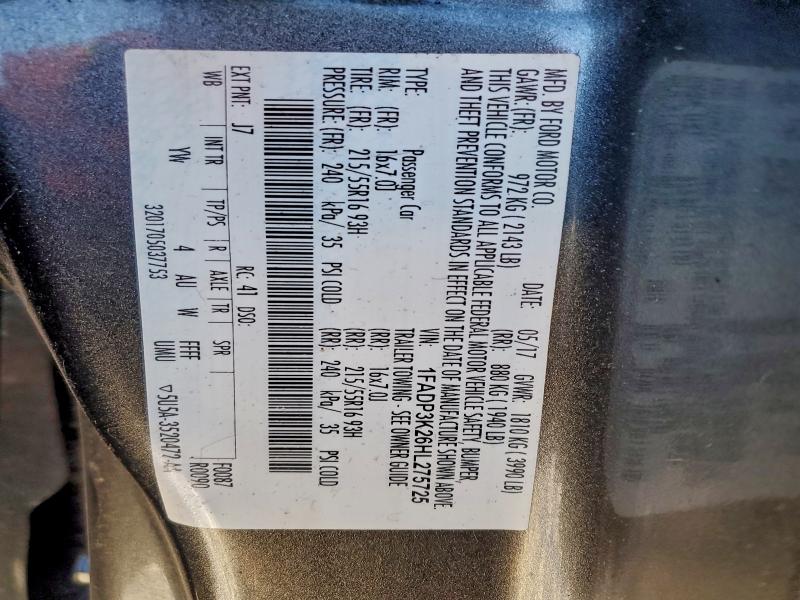 MFD. BY FORD MOTOR CO.
DATE: 05/17 GVWR: 1810 KG ( 3990 LB)
GAWR: (FR): 972 KG ( 2143 LB) (RR): 880 KG ( 1940 LB)
THIS VEHICLE CONFORMS TO ALL APPLICABLE FEDERAL MOTOR VEHICLE SAFETY, BUMPER,
AND THEFT PREVENTION STANDARDS IN EFFECT ON THE DATE OF MANUFACTURE SHOWN ABOVE.
VIN: 1FADP3K26HL275725
TYPE: Passenger Car TRAILER TOWING - SEE OWNER GUIDE
RIM: (FR): 16x7.0J (RR): 16x7.0J
TIRE: (FR): 215/55R16 93H (RR): 215/55R16 93H
PRESSURE: (FR): 240 kPa/ 35 PSI COLD (RR): 240 kPa/ 35 PSI COLD
EXT PNT: J7 RC: 41 DSO: F0087
WB INT TR TP/PS R AXLE TR SPR R0090
YW 4 AU W FFFF
3201705037753 UNU